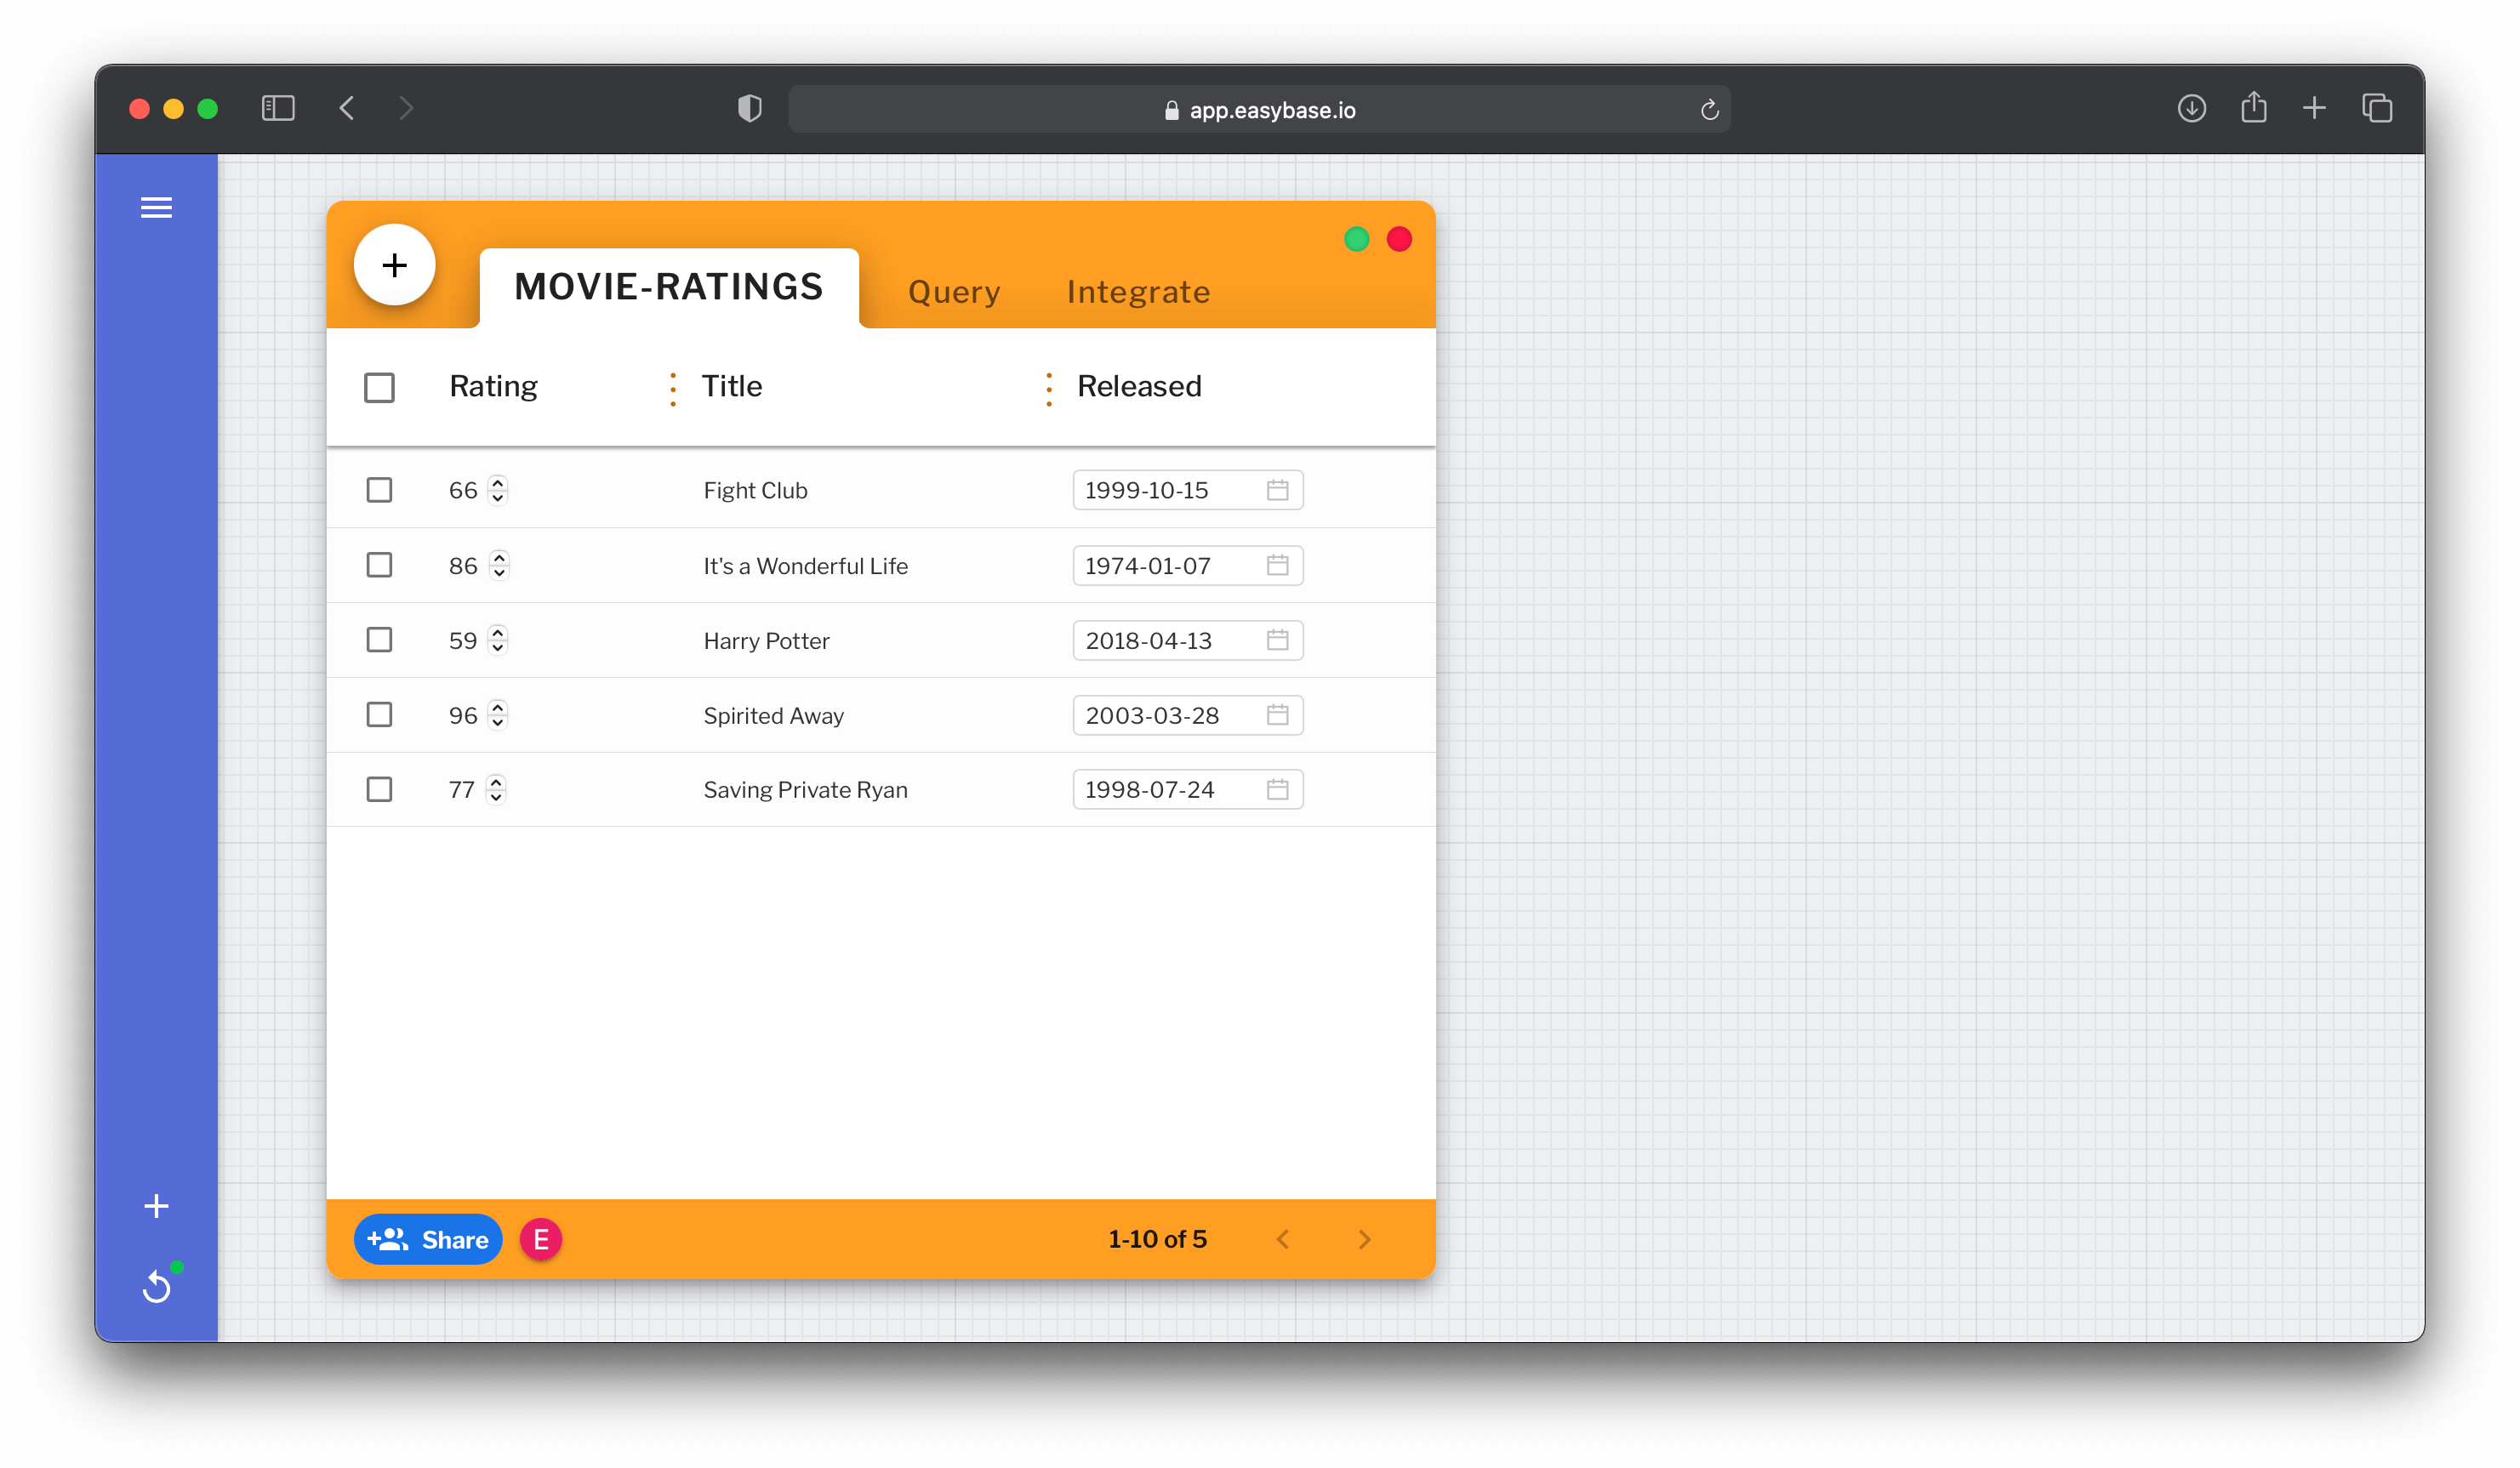 app.easybase.io
MOVIE-RATINGS Query Integrate
Rating Title Released
66 Fight Club 1999-10-15
86 It's a Wonderful Life 1974-01-07
59 Harry Potter 2018-04-13
96 Spirited Away 2003-03-28
77 Saving Private Ryan 1998-07-24
Share E 1-10 of 5